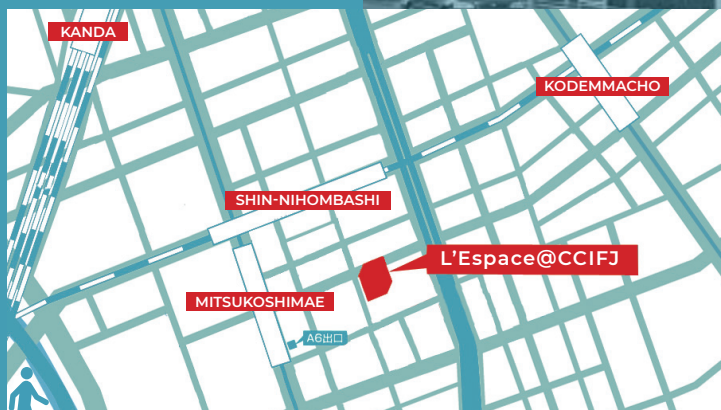 KANDA
KODEMMACHO
SHIN-NIHOMBASHI
L'Espace@CCIFJ
MITSUKOSHIMAE
A6出口